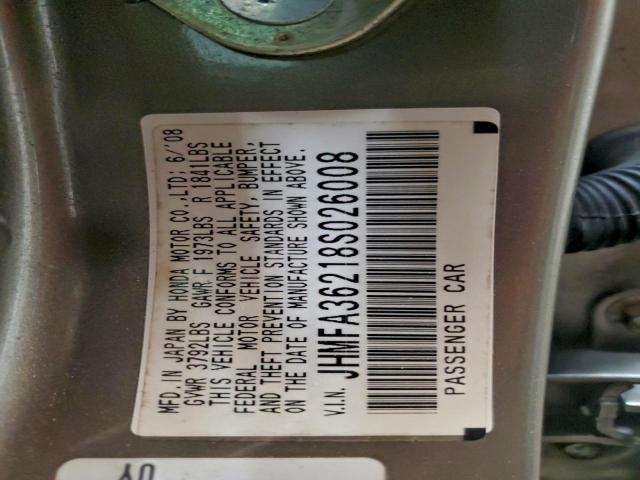 MFD.IN JAPAN BY HONDA MOTOR CO.,LTD; 6/'08
GVWR 3792LBS GAWR F 1973LBS R 1841LBS
THIS VEHICLE CONFORMS TO ALL APPLICABLE
FEDERAL MOTOR VEHICLE SAFETY, BUMPER,
AND THEFT PREVENTION STANDARDS IN EFFECT
ON THE DATE OF MANUFACTURE SHOWN ABOVE.
V.I.N. JHMFA36218S026008
PASSENGER CAR